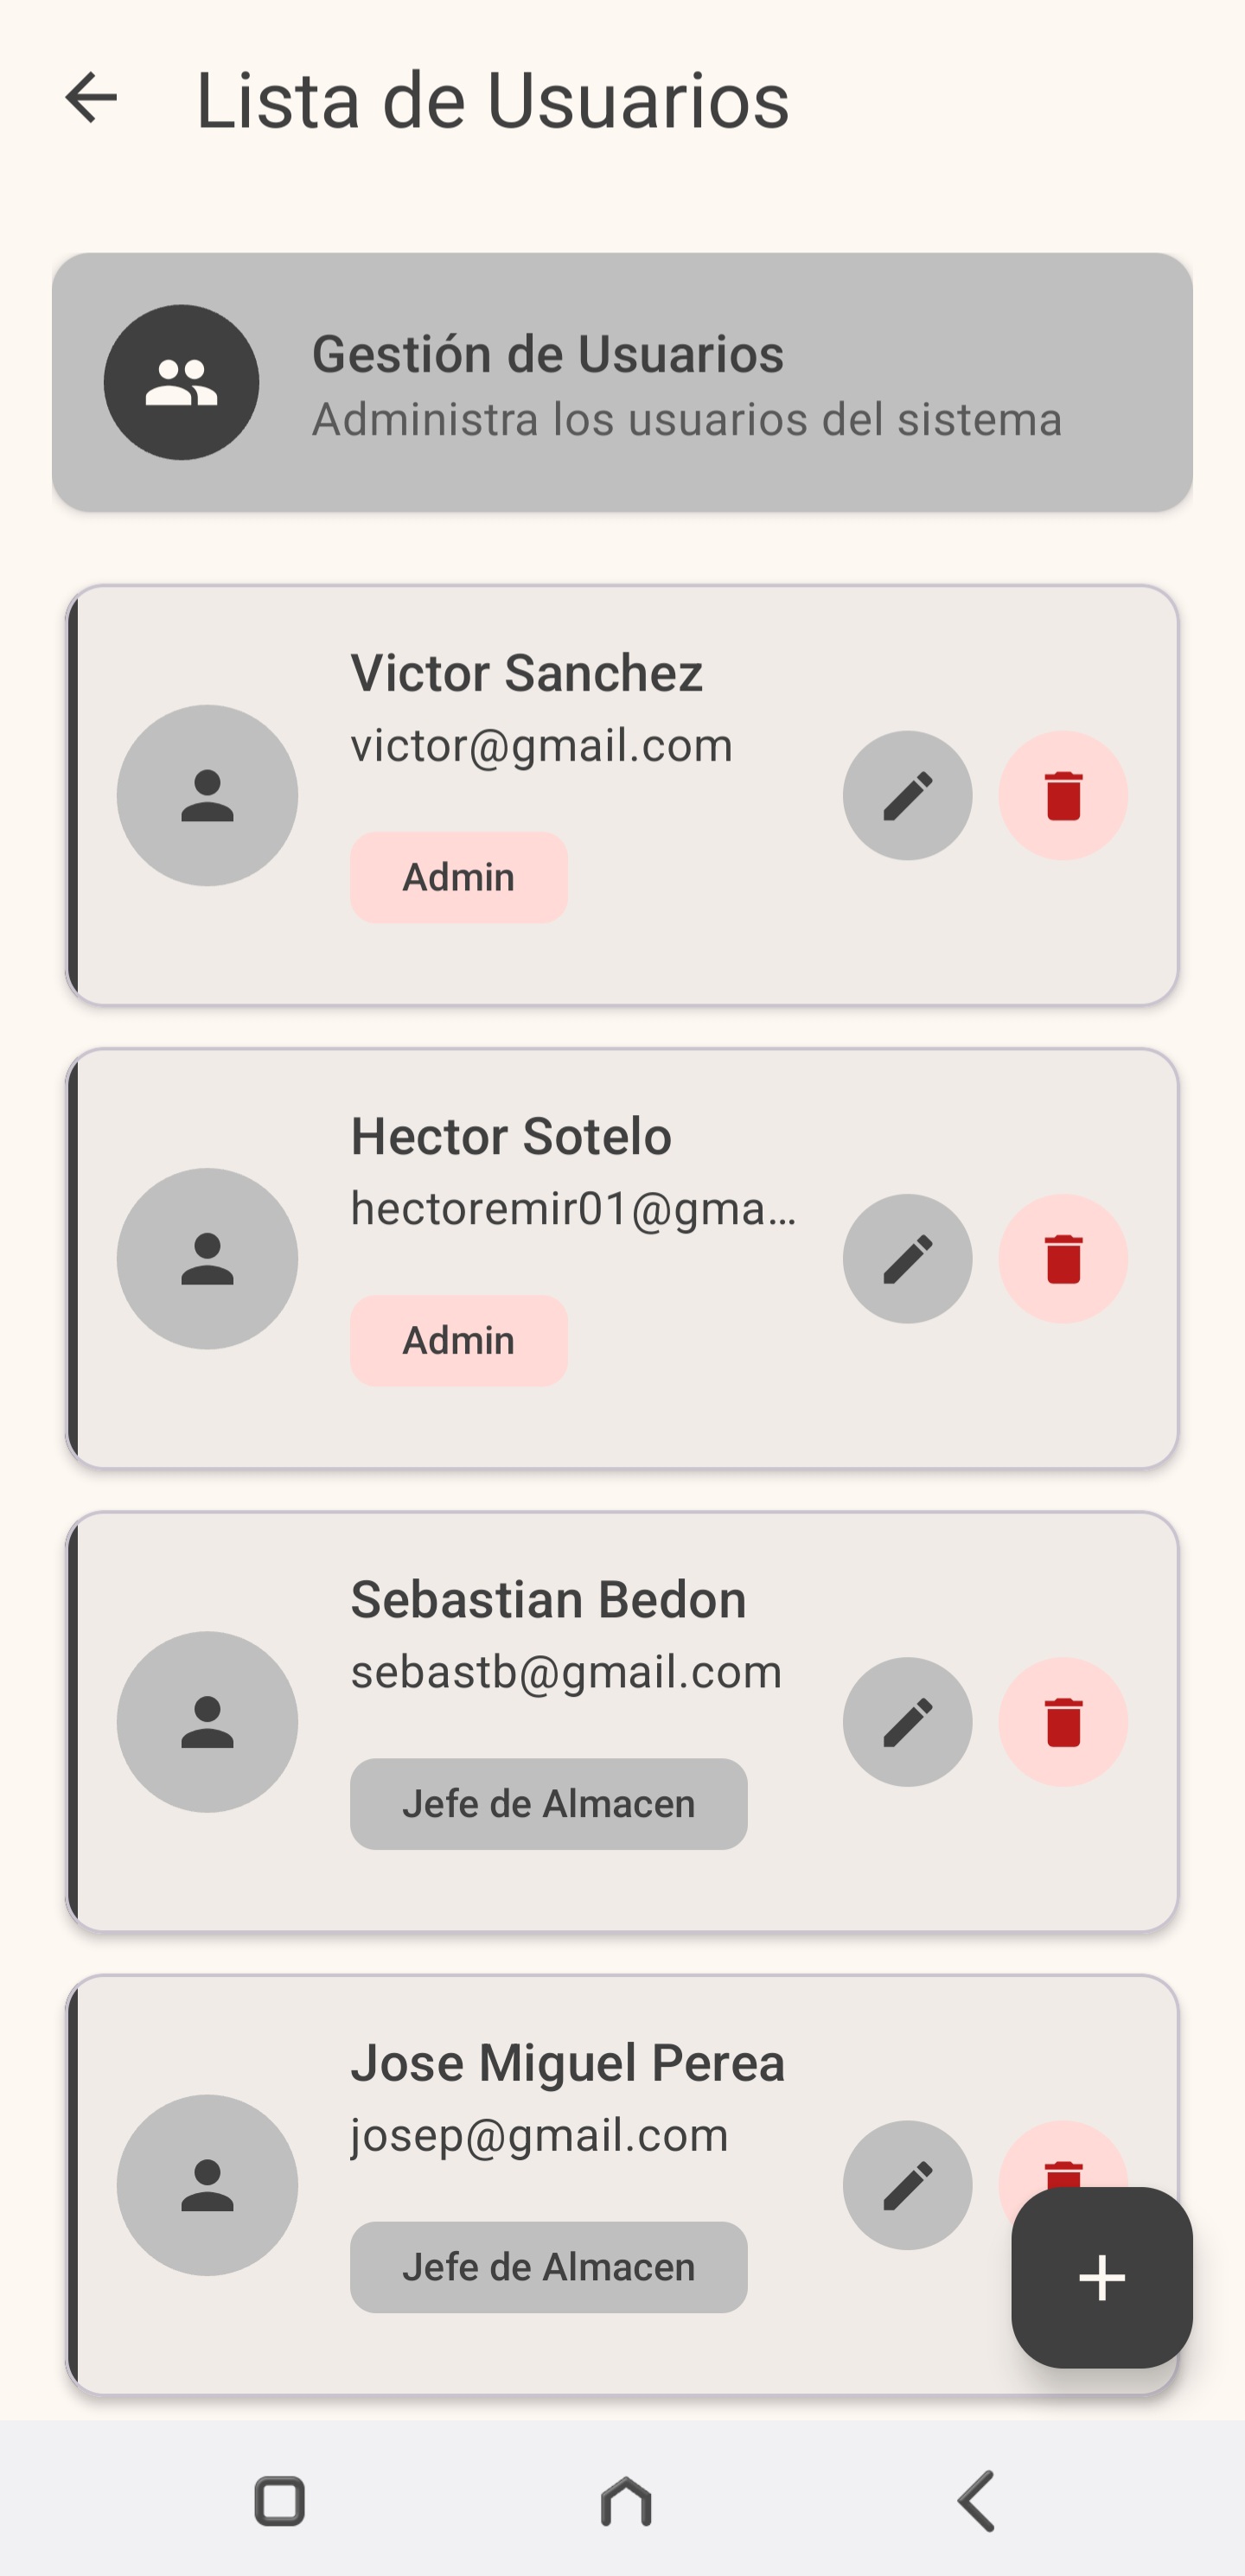 Lista de Usuarios
Gestión de Usuarios
Administra los usuarios del sistema
Victor Sanchez
victor@gmail.com
Admin
Hector Sotelo
hectoremir01@gma...
Admin
Sebastian Bedon
sebastb@gmail.com
Jefe de Almacen
Jose Miguel Perea
josep@gmail.com
Jefe de Almacen